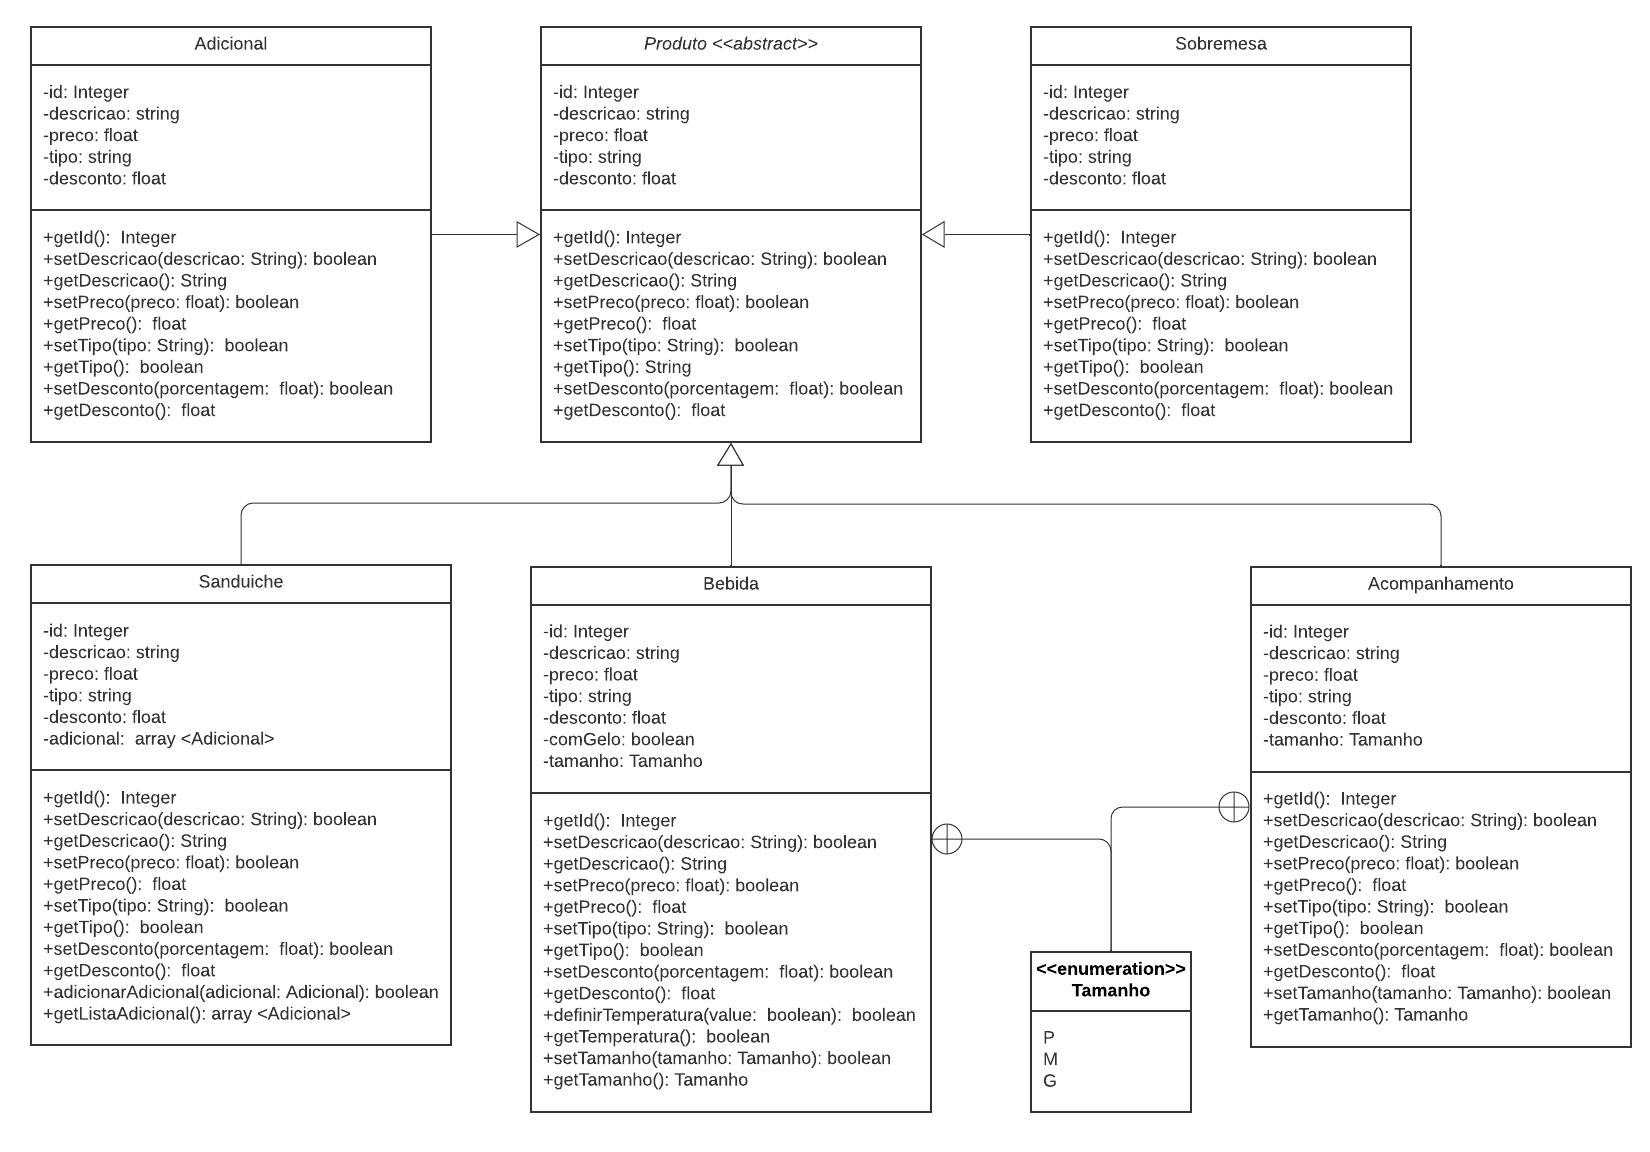 Adicional
-id: Integer
-descricao: string
-preco: float
-tipo: string
-desconto: float
+getId():  Integer
+setDescricao(descricao: String): boolean
+getDescricao(): String
+setPreco(preco: float): boolean
+getPreco():  float
+setTipo(tipo: String):  boolean
+getTipo():  boolean
+setDesconto(porcentagem:  float): boolean
+getDesconto():  float
Produto <<abstract>>
-id: Integer
-descricao: string
-preco: float
-tipo: string
-desconto: float
+getId(): Integer
+setDescricao(descricao: String): boolean
+getDescricao(): String
+setPreco(preco: float): boolean
+getPreco():  float
+setTipo(tipo: String):  boolean
+getTipo(): String
+setDesconto(porcentagem:  float): boolean
+getDesconto():  float
Sobremesa
-id: Integer
-descricao: string
-preco: float
-tipo: string
-desconto: float
+getId():  Integer
+setDescricao(descricao: String): boolean
+getDescricao(): String
+setPreco(preco: float): boolean
+getPreco():  float
+setTipo(tipo: String):  boolean
+getTipo():  boolean
+setDesconto(porcentagem:  float): boolean
+getDesconto():  float
Sanduiche
-id: Integer
-descricao: string
-preco: float
-tipo: string
-desconto: float
-adicional:  array <Adicional>
+getId():  Integer
+setDescricao(descricao: String): boolean
+getDescricao(): String
+setPreco(preco: float): boolean
+getPreco():  float
+setTipo(tipo: String):  boolean
+getTipo():  boolean
+setDesconto(porcentagem:  float): boolean
+getDesconto():  float
+adicionarAdicional(adicional: Adicional): boolean
+getListaAdicional(): array <Adicional>
Bebida
-id: Integer
-descricao: string
-preco: float
-tipo: string
-desconto: float
-comGelo: boolean
-tamanho: Tamanho
+getId():  Integer
+setDescricao(descricao: String): boolean
+getDescricao(): String
+setPreco(preco: float): boolean
+getPreco():  float
+setTipo(tipo: String):  boolean
+getTipo():  boolean
+setDesconto(porcentagem:  float): boolean
+getDesconto():  float
+definirTemperatura(value:  boolean):  boolean
+getTemperatura():  boolean
+setTamanho(tamanho: Tamanho): boolean
+getTamanho(): Tamanho
<<enumeration>>
Tamanho
P
M
G
Acompanhamento
-id: Integer
-descricao: string
-preco: float
-tipo: string
-desconto: float
-tamanho: Tamanho
+getId():  Integer
+setDescricao(descricao: String): boolean
+getDescricao(): String
+setPreco(preco: float): boolean
+getPreco():  float
+setTipo(tipo: String):  boolean
+getTipo():  boolean
+setDesconto(porcentagem:  float): boolean
+getDesconto():  float
+setTamanho(tamanho: Tamanho): boolean
+getTamanho(): Tamanho